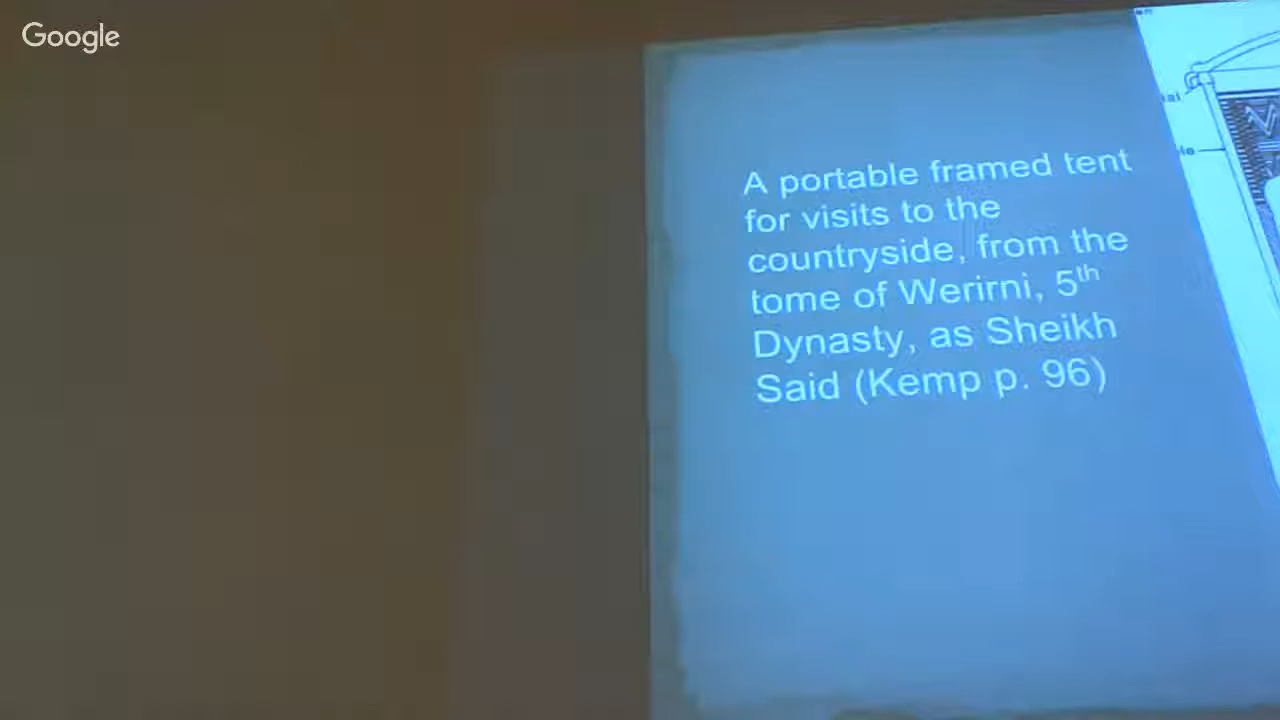 Google
A portable framed tent
for visits to the
countryside, from the
tome of Werirni, 5th
Dynasty, as Sheikh
Said (Kemp p. 96)